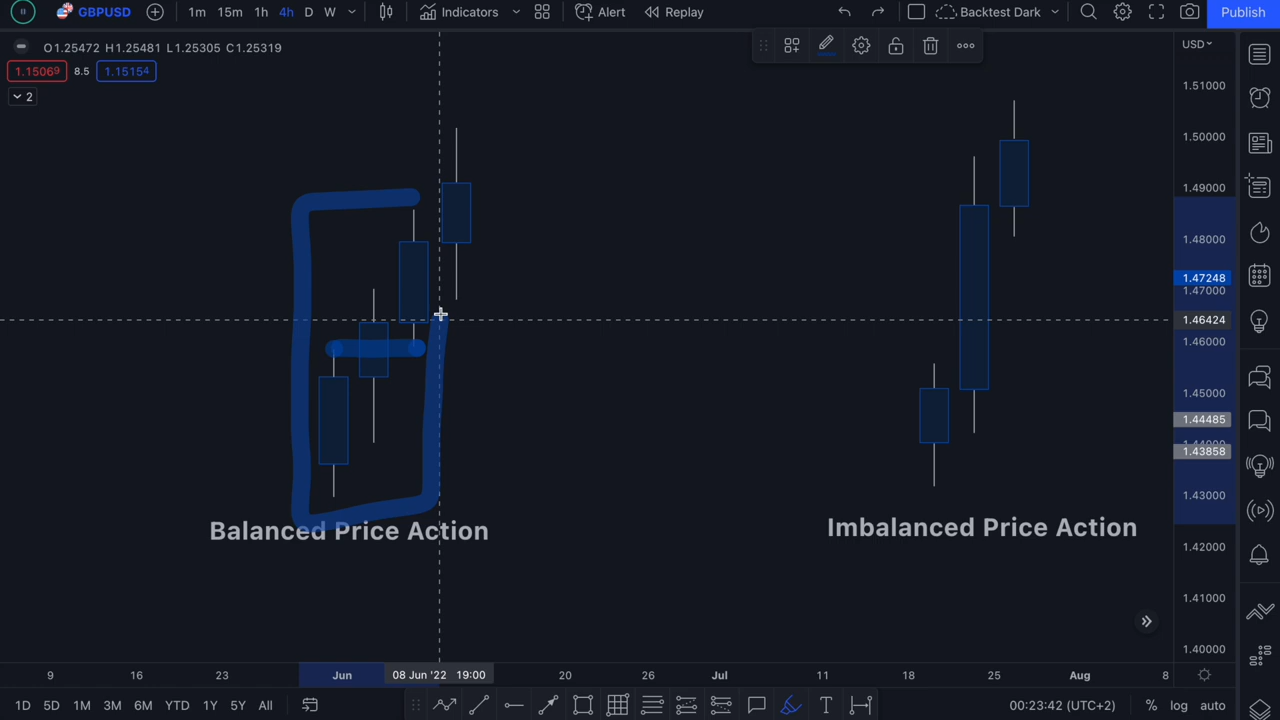 GBPUSD 1m 15m 1h 4h D W Indicators Alert Replay Backtest Dark Publish
O1.25472 H1.25481 L1.25305 C1.25319
1.15069 8.5 1.15154
2
USD
1.51000
1.50000
1.49000
1.48000
1.47248
1.47000
1.46424
1.46000
1.45000
1.44485
1.43858
1.43000
1.42000
1.41000
1.40000
Balanced Price Action
Imbalanced Price Action
9 16 23 Jun 08 Jun '22 19:00 20 26 Jul 11 18 25 Aug 8
1D 5D 1M 3M 6M YTD 1Y 5Y All 00:23:42 (UTC+2) % log auto